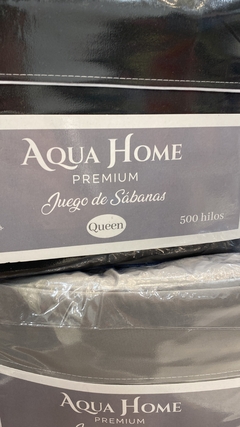 AQUA HOME
PREMIUM
Juego de Sábanas
Queen
500 hilos
AQUA HOME
PREMIUM